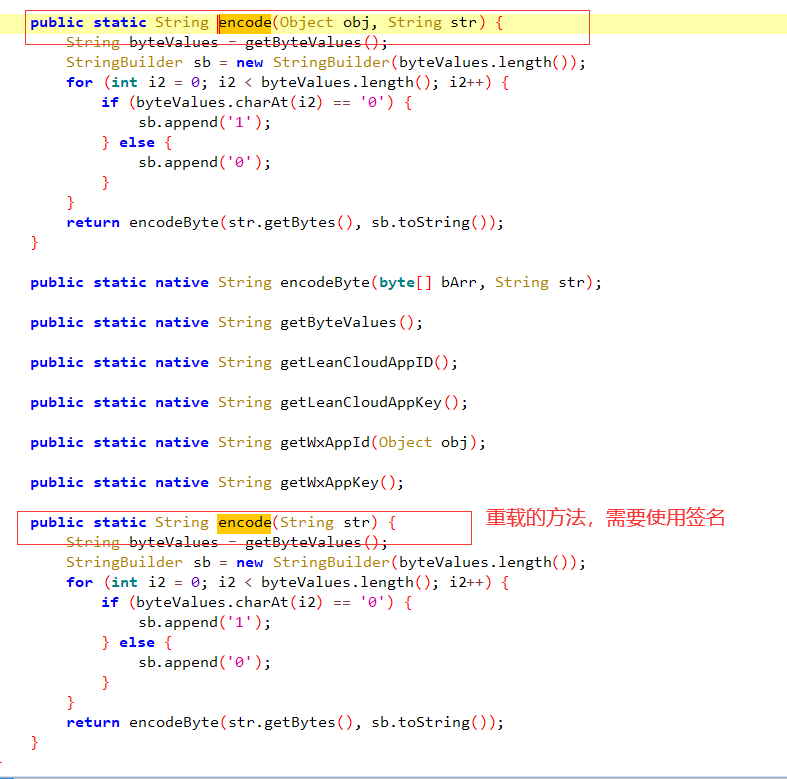 public static String encode(Object obj, String str) {
String byteValues = getByteValues();
StringBuilder sb = new StringBuilder(byteValues.length());
for (int i2 = 0; i2 < byteValues.length(); i2++) {
if (byteValues.charAt(i2) == '0') {
sb.append('1');
} else {
sb.append('0');
}
}
return encodeByte(str.getBytes(), sb.toString());
}
public static native String encodeByte(byte[] bArr, String str);
public static native String getByteValues();
public static native String getLeanCloudAppID();
public static native String getLeanCloudAppKey();
public static native String getWxAppId(Object obj);
public static native String getWxAppKey();
public static String encode(String str) { 重载的方法，需要使用签名
String byteValues = getByteValues();
StringBuilder sb = new StringBuilder(byteValues.length());
for (int i2 = 0; i2 < byteValues.length(); i2++) {
if (byteValues.charAt(i2) == '0') {
sb.append('1');
} else {
sb.append('0');
}
}
return encodeByte(str.getBytes(), sb.toString());
}